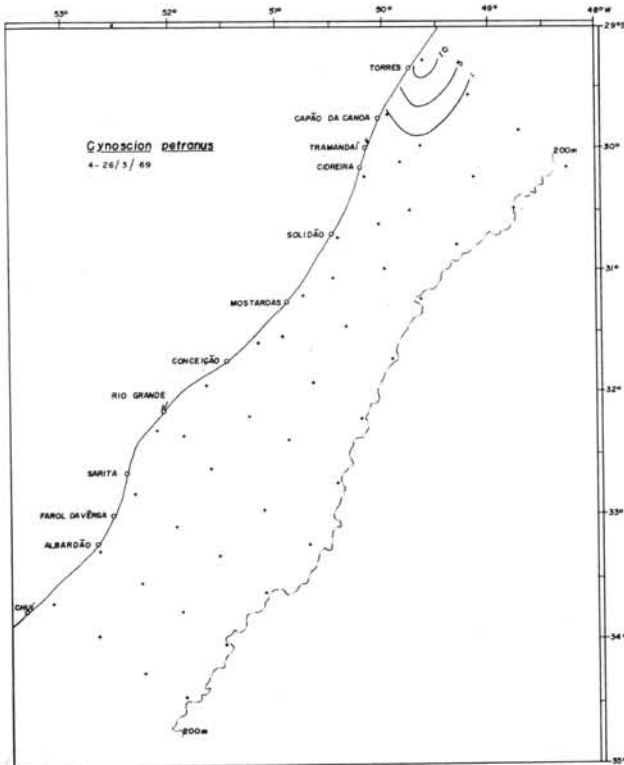 53° 52° 51° 50° 49° 48°W
29°S
TORRES
10
5
1
CAPÃO DA CANOA
Cynoscion petranus
4-26/3/69
TRAMANDAÍ
CIDREIRA
200m
30°
SOLIDÃO
31°
MOSTARDAS
CONCEIÇÃO
32°
RIO GRANDE
SARITA
33°
FAROL DA VERGA
ALBARDÃO
CHUÍ
34°
200m
35°